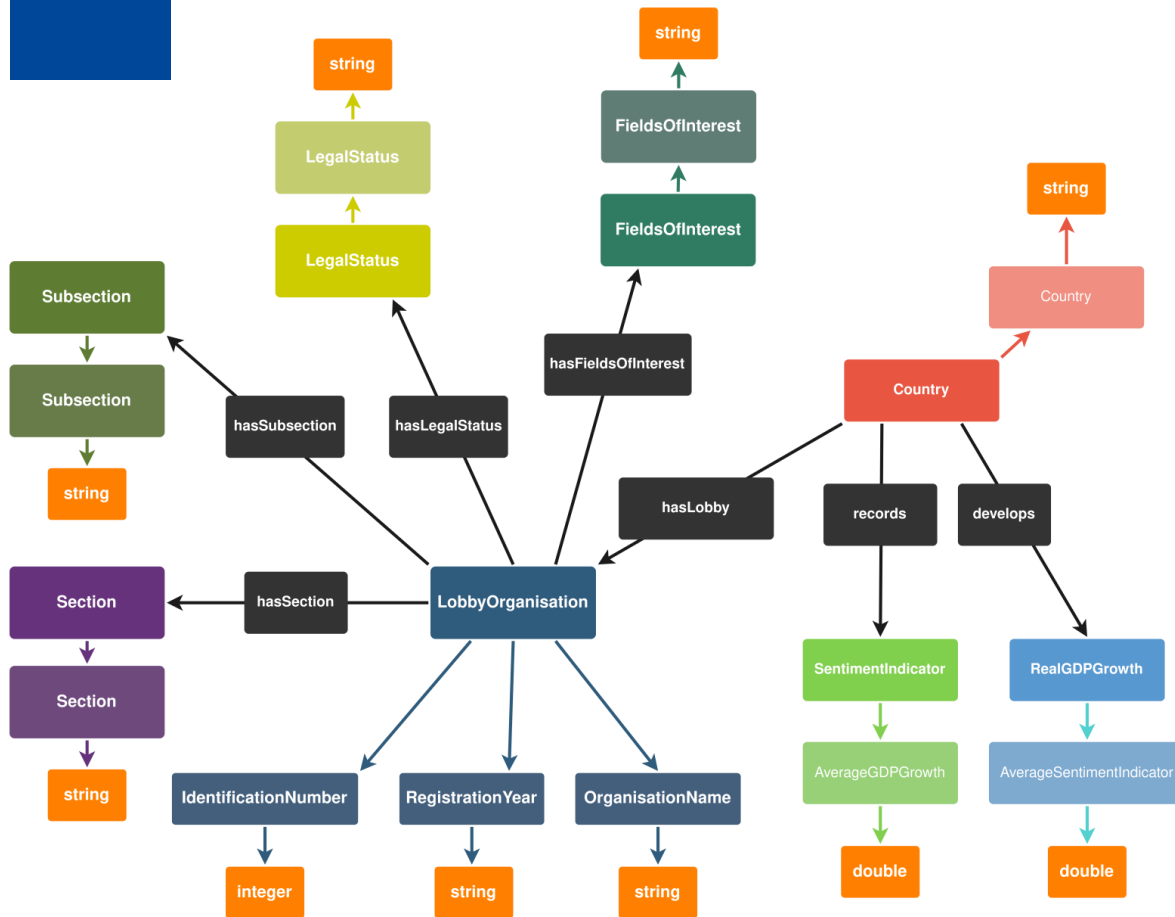 string
string
FieldsOfInterest
LegalStatus
string
FieldsOfInterest
LegalStatus
Subsection
Country
hasFieldsOfInterest
Country
Subsection
hasSubsection
hasLegalStatus
string
hasLobby
records
develops
Section
hasSection
LobbyOrganisation
SentimentIndicator
RealGDPGrowth
Section
AverageGDPGrowth
AverageSentimentIndicator
string
IdentificationNumber
RegistrationYear
OrganisationName
double
double
integer
string
string